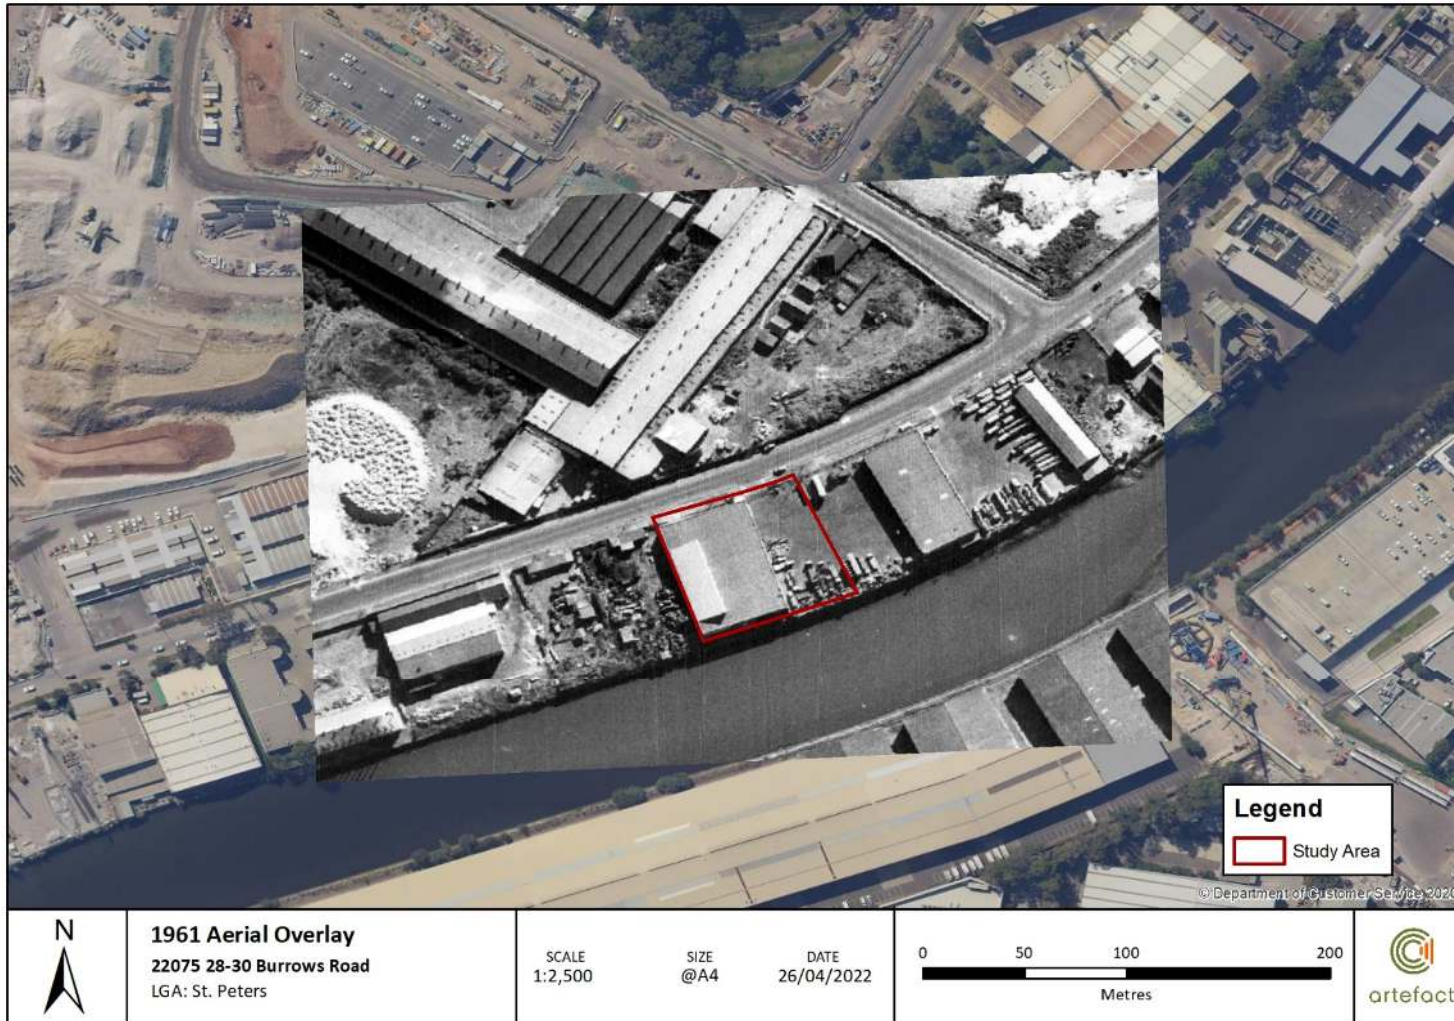 Legend
Study Area
© Department of Customer Service 2020
N
1961 Aerial Overlay
22075 28-30 Burrows Road
LGA: St. Peters
SCALE
1:2,500
SIZE
@A4
DATE
26/04/2022
0 50 100 200
Metres
artefact